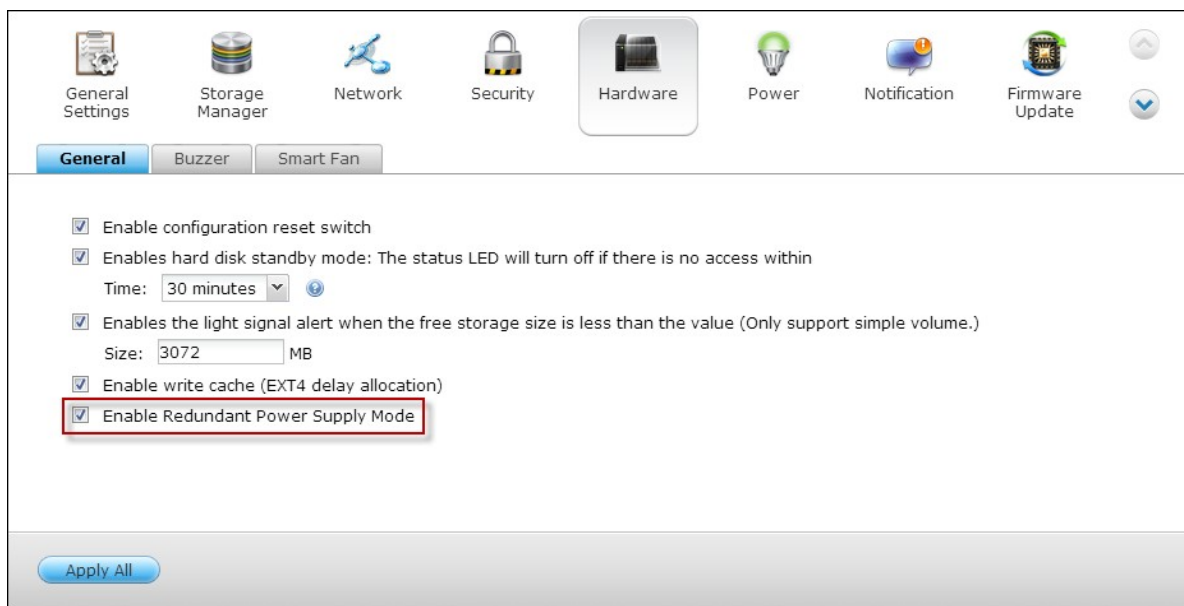 General Settings
Storage Manager
Network
Security
Hardware
Power
Notification
Firmware Update
General
Buzzer
Smart Fan
Enable configuration reset switch
Enables hard disk standby mode: The status LED will turn off if there is no access within
Time: 30 minutes
Enables the light signal alert when the free storage size is less than the value (Only support simple volume.)
Size: 3072 MB
Enable write cache (EXT4 delay allocation)
Enable Redundant Power Supply Mode
Apply All